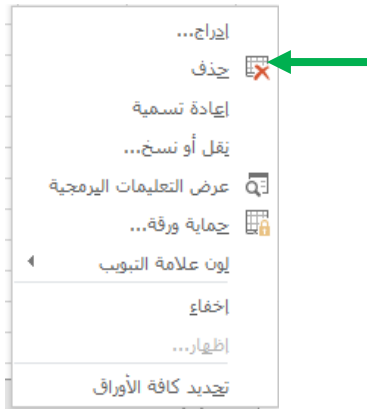 إدراج...
حذف
إعادة تسمية
نقل أو نسخ...
عرض التعليمات البرمجية
حماية ورقة...
لون علامة التبويب
إخفاء
إظهار...
تحديد كافة الأوراق